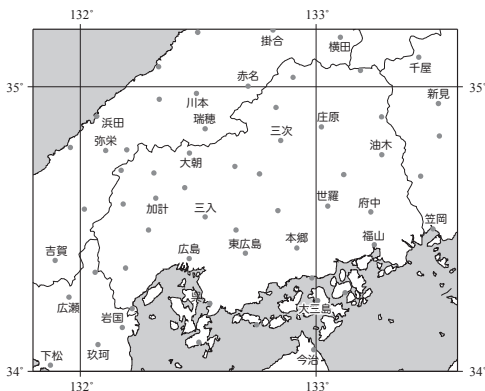 132°
133°
掛合
横田
千屋
35°
35°
赤名
新見
川本
浜田
瑞穂
庄原
弥栄
三次
油木
大朝
世羅
加計
三入
府中
笠岡
福山
吉賀
広島
東広島
本郷
広瀬
呉
大三島
岩国
下松
玖珂
今治
34°
34°
132°
133°